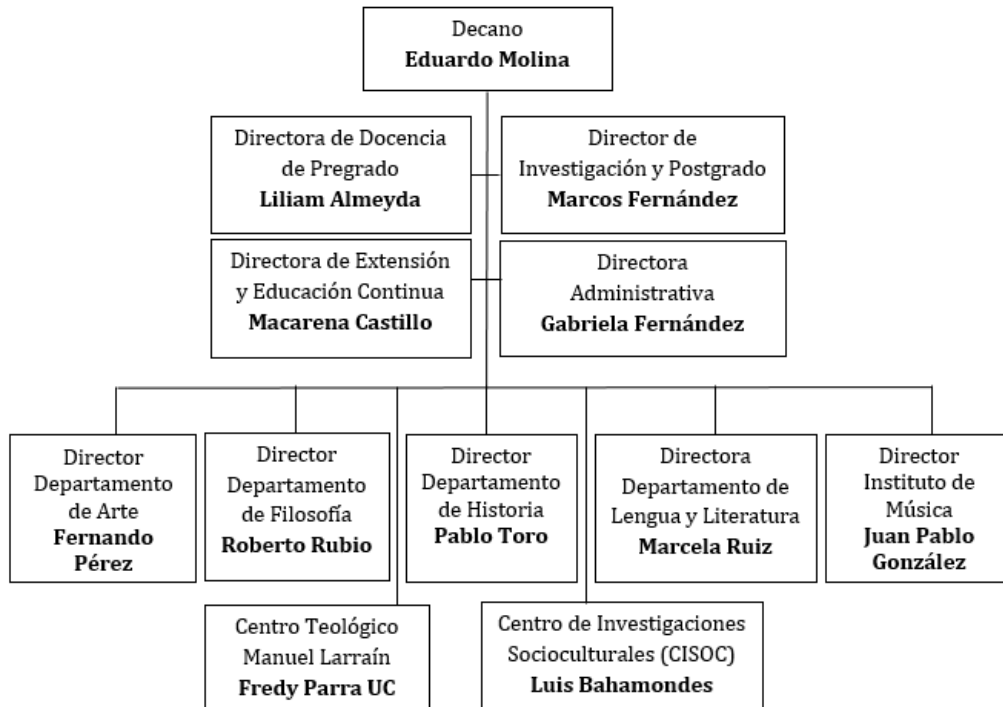 Decano
Eduardo Molina
Directora de Docencia
de Pregrado
Liliam Almeyda
Director de
Investigación y Postgrado
Marcos Fernández
Directora de Extensión
y Educación Continua
Macarena Castillo
Directora
Administrativa
Gabriela Fernández
Director
Departamento
de Arte
Fernando
Pérez
Director
Departamento
de Filosofía
Roberto Rubio
Director
Departamento
de Historia
Pablo Toro
Directora
Departamento de
Lengua y Literatura
Marcela Ruiz
Director
Instituto de
Música
Juan Pablo
González
Centro Teológico
Manuel Larraín
Fredy Parra UC
Centro de Investigaciones
Socioculturales (CISOC)
Luis Bahamondes